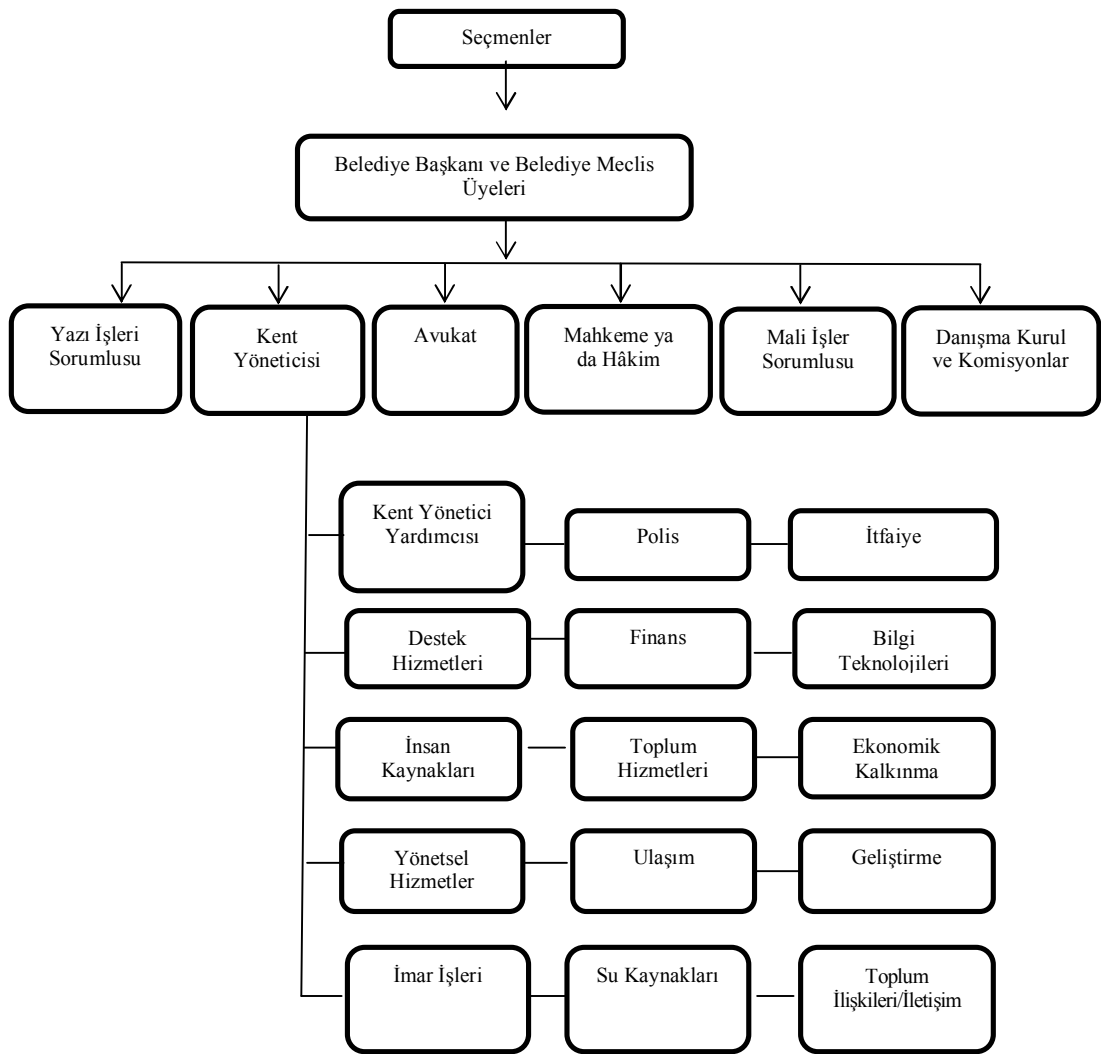 Seçmenler
Belediye Başkanı ve Belediye Meclis
Üyeleri
Yazı İşleri
Sorumlusu
Kent
Yöneticisi
Avukat
Mahkeme ya
da Hâkim
Mali İşler
Sorumlusu
Danışma Kurul
ve Komisyonlar
Kent Yönetici
Yardımcısı
Polis
İtfaiye
Destek
Hizmetleri
Finans
Bilgi
Teknolojileri
İnsan
Kaynakları
Toplum
Hizmetleri
Ekonomik
Kalkınma
Yönetsel
Hizmetler
Ulaşım
Geliştirme
İmar İşleri
Su Kaynakları
Toplum
İlişkileri/İletişim